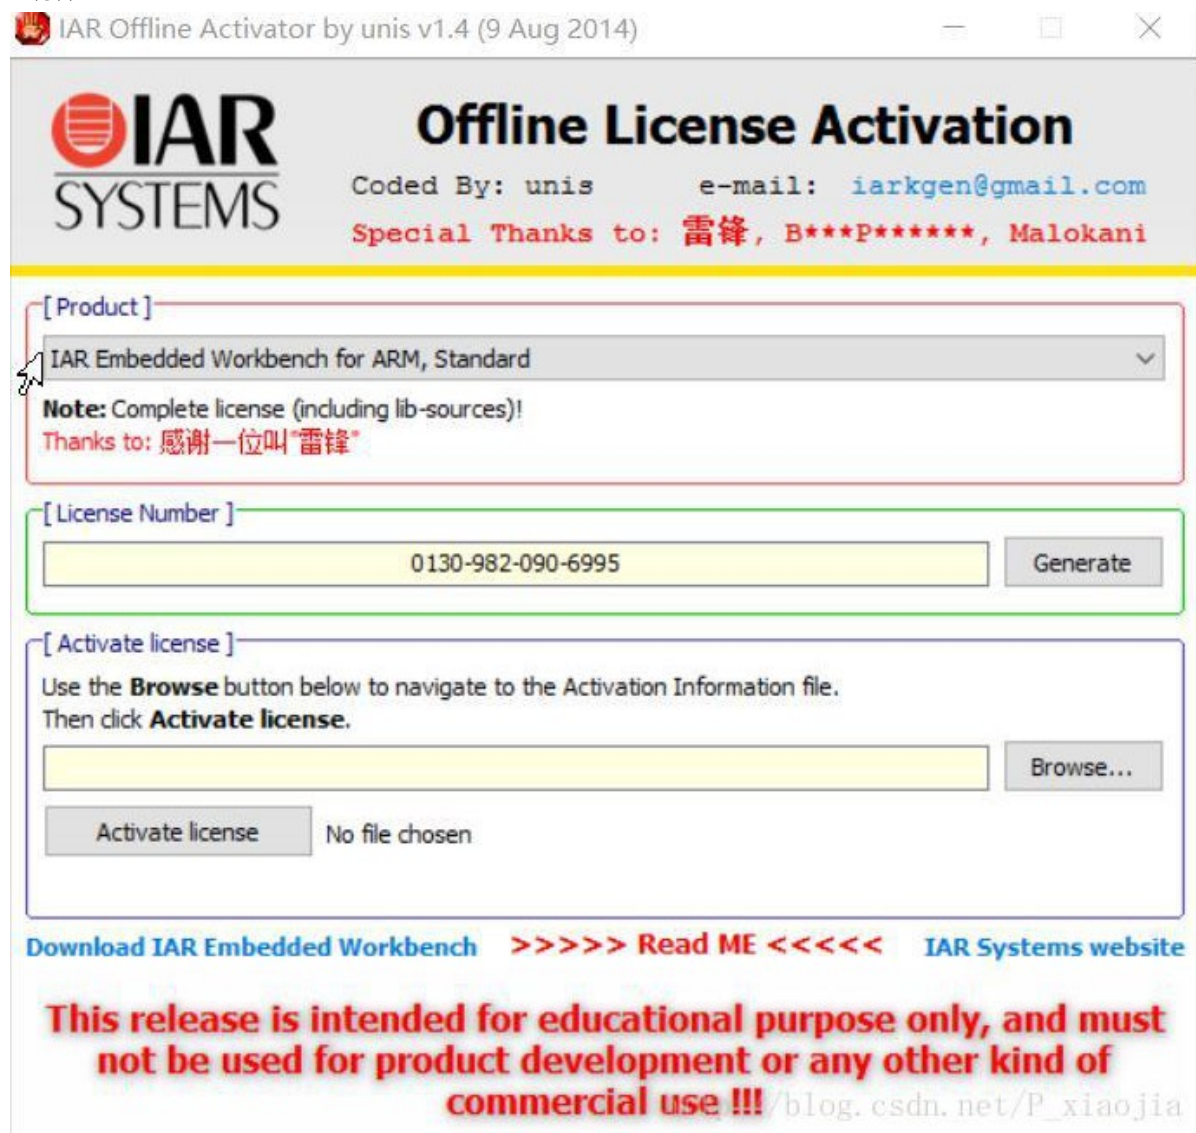 IAR Offline Activator by unis v1.4 (9 Aug 2014)
IAR
SYSTEMS
Offline License Activation
Coded By: unis e-mail: iarkgen@gmail.com
Special Thanks to: 雷锋, B***P******, Malokani
[ Product ]
IAR Embedded Workbench for ARM, Standard
Note: Complete license (including lib-sources)!
Thanks to: 感谢一位叫"雷锋"
[ License Number ]
0130-982-090-6995
Generate
[ Activate license ]
Use the Browse button below to navigate to the Activation Information file.
Then click Activate license.
Browse...
Activate license
No file chosen
Download IAR Embedded Workbench >>>>> Read ME <<<<< IAR Systems website
This release is intended for educational purpose only, and must
not be used for product development or any other kind of
commercial use !!!
/blog.csdn.net/P_xiaojia